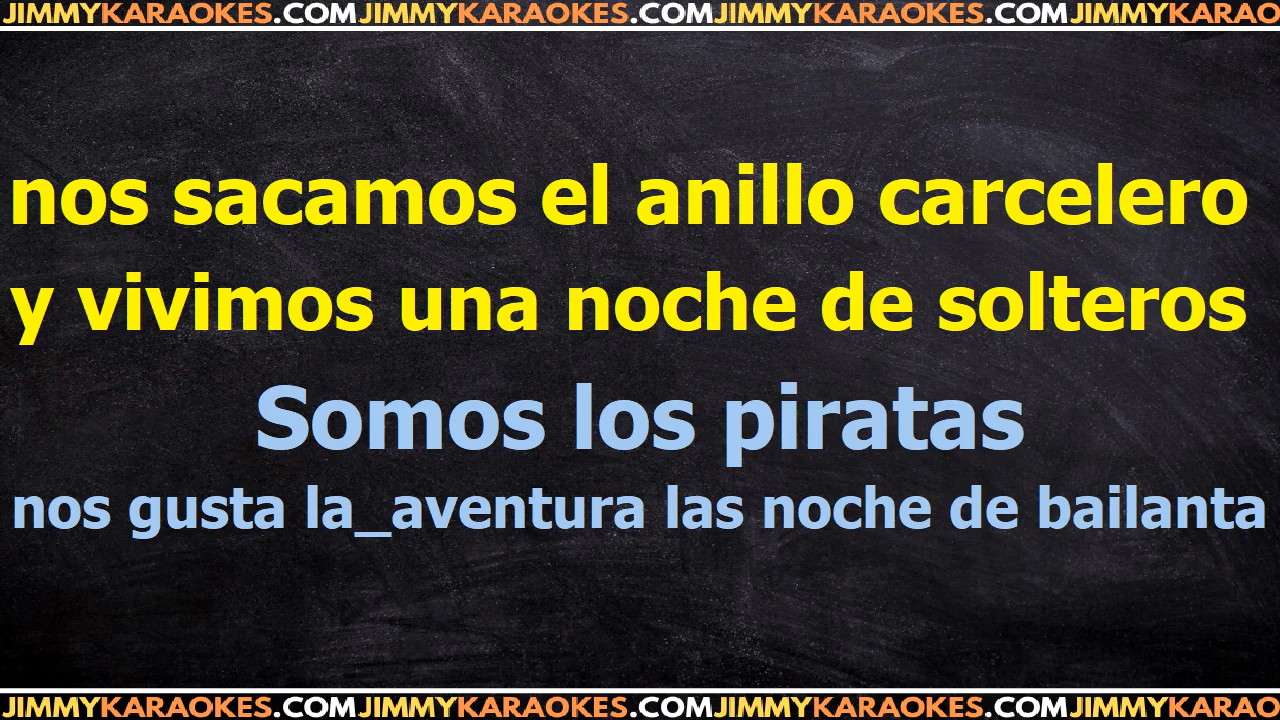 JIMMYKARAOKES.COMJIMMYKARAOKES.COMJIMMYKARAOKES.COMJIMMYKARAO
nos sacamos el anillo carcelero
y vivimos una noche de solteros
Somos los piratas
nos gusta la_aventura las noche de bailanta
JIMMYKARAOKES.COMJIMMYKARAOKES.COMJIMMYKARAOKES.COMJIMMYKARAO